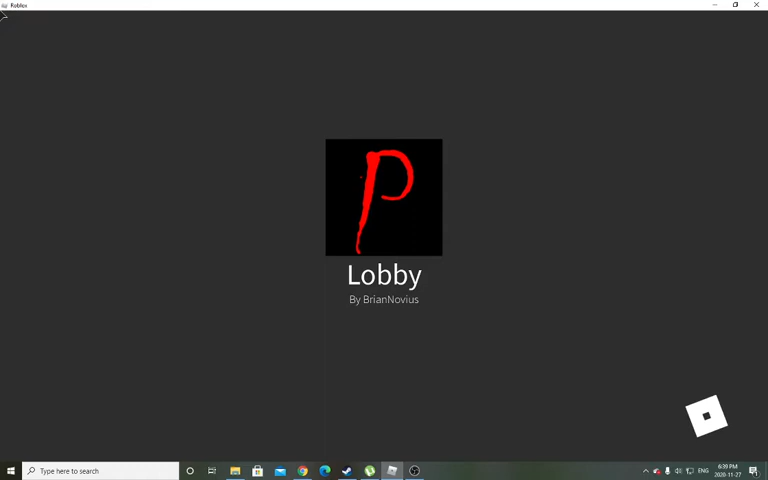 Roblox
P
Lobby
By BrianNovius
Type here to search
ENG
6:39 PM
2020-11-27